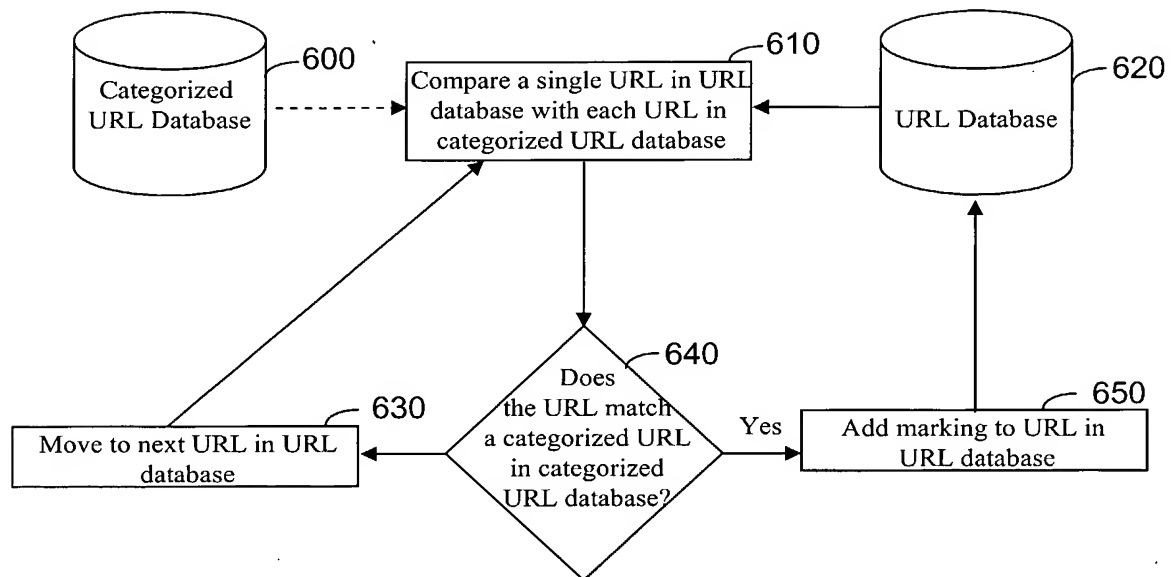 600
Categorized
URL Database
610
Compare a single URL in URL
database with each URL in
categorized URL database
620
URL Database
630
Move to next URL in URL
database
640
Does
the URL match
a categorized URL
in categorized
URL database?
Yes
650
Add marking to URL in
URL database